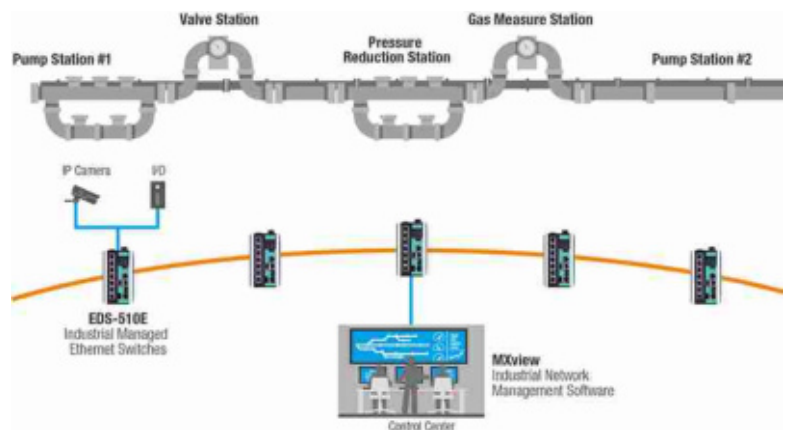 Valve Station
Gas Measure Station
Pump Station #1
Pressure
Reduction Station
Pump Station #2
IP Camera
I/O
EDS-510E
Industrial Managed
Ethernet Switches
MXview
Industrial Network
Management Software
Control Center